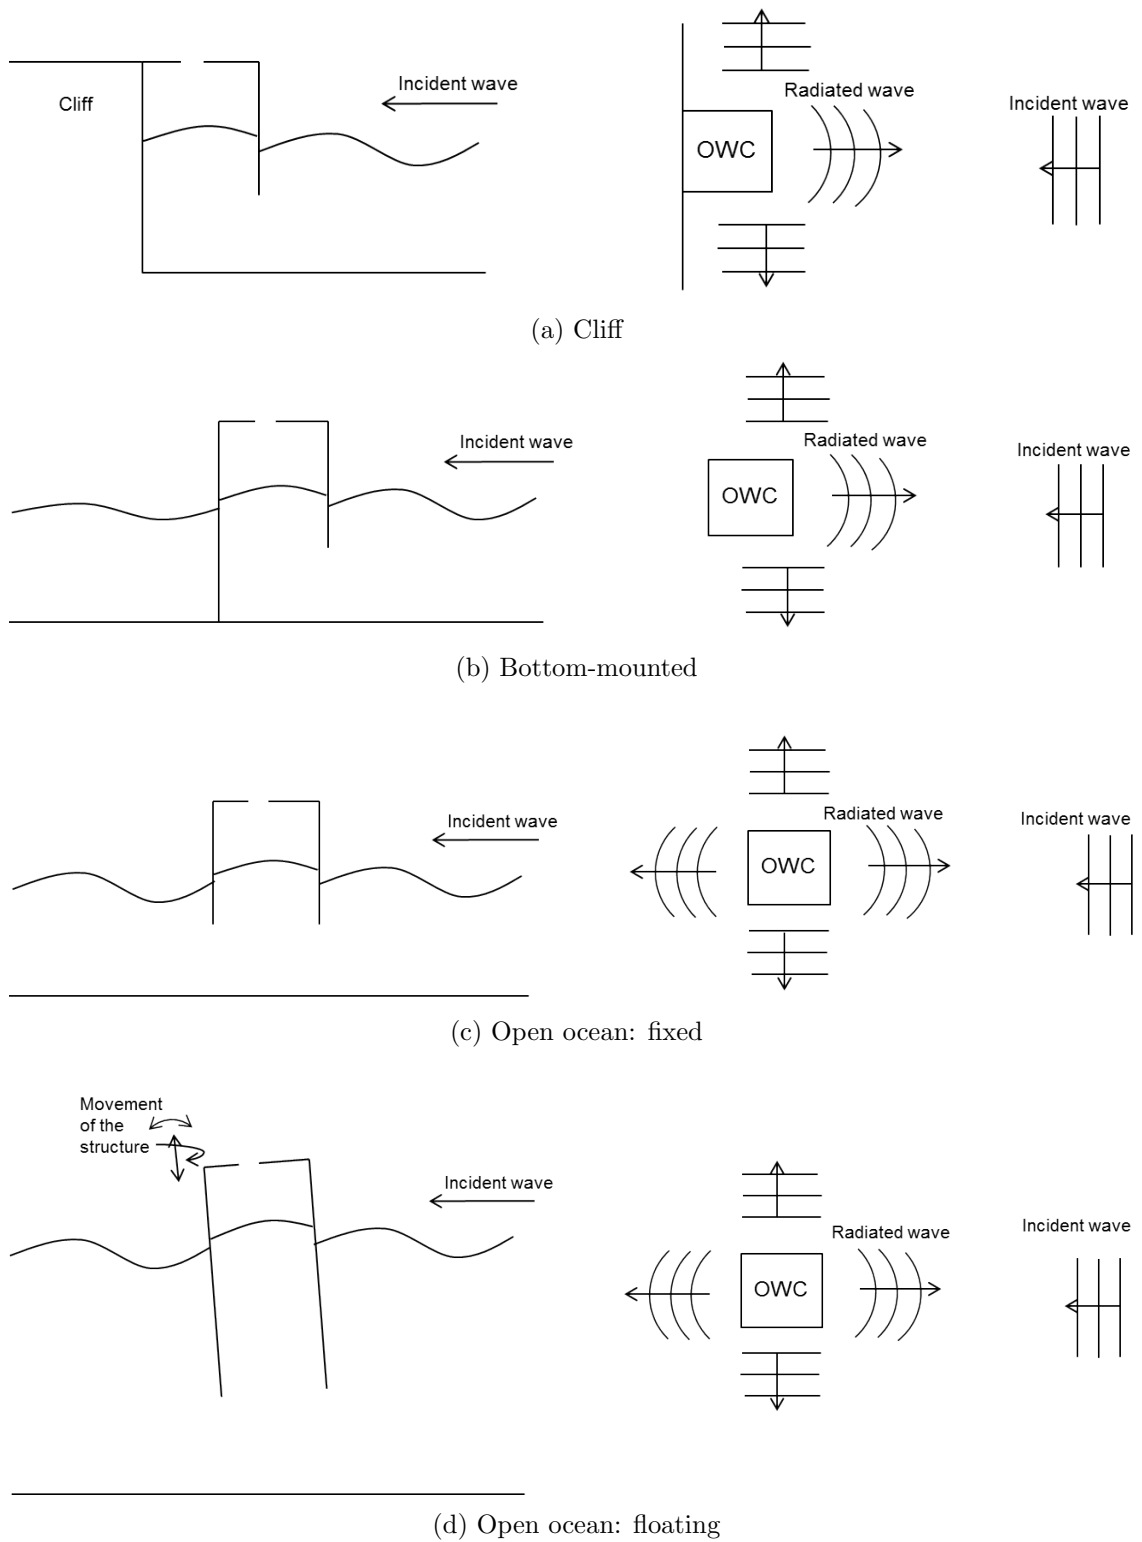 Cliff
Incident wave
Radiated wave
Incident wave
OWC
(a) Cliff
Incident wave
Radiated wave
Incident wave
OWC
(b) Bottom-mounted
Incident wave
Radiated wave
Incident wave
OWC
(c) Open ocean: fixed
Movement
of the
structure
Incident wave
Radiated wave
Incident wave
OWC
(d) Open ocean: floating